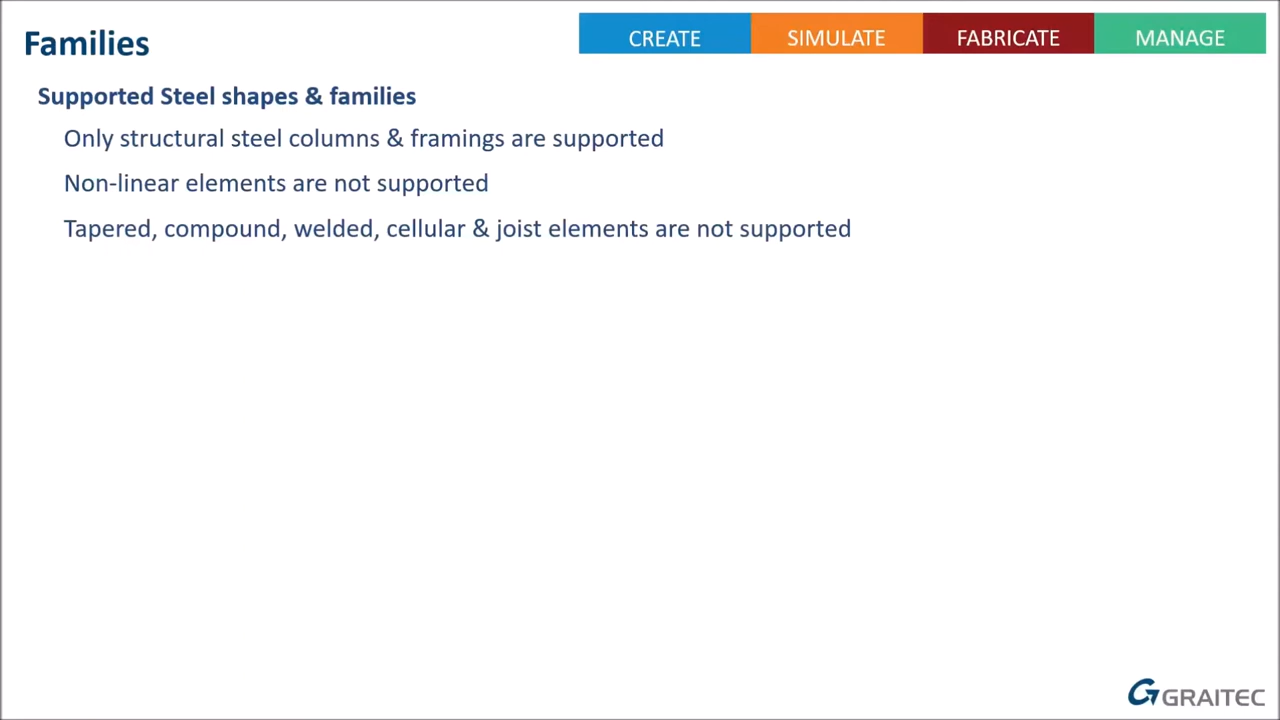 Families
CREATE SIMULATE FABRICATE MANAGE
Supported Steel shapes & families
Only structural steel columns & framings are supported
Non-linear elements are not supported
Tapered, compound, welded, cellular & joist elements are not supported
GRAITEC